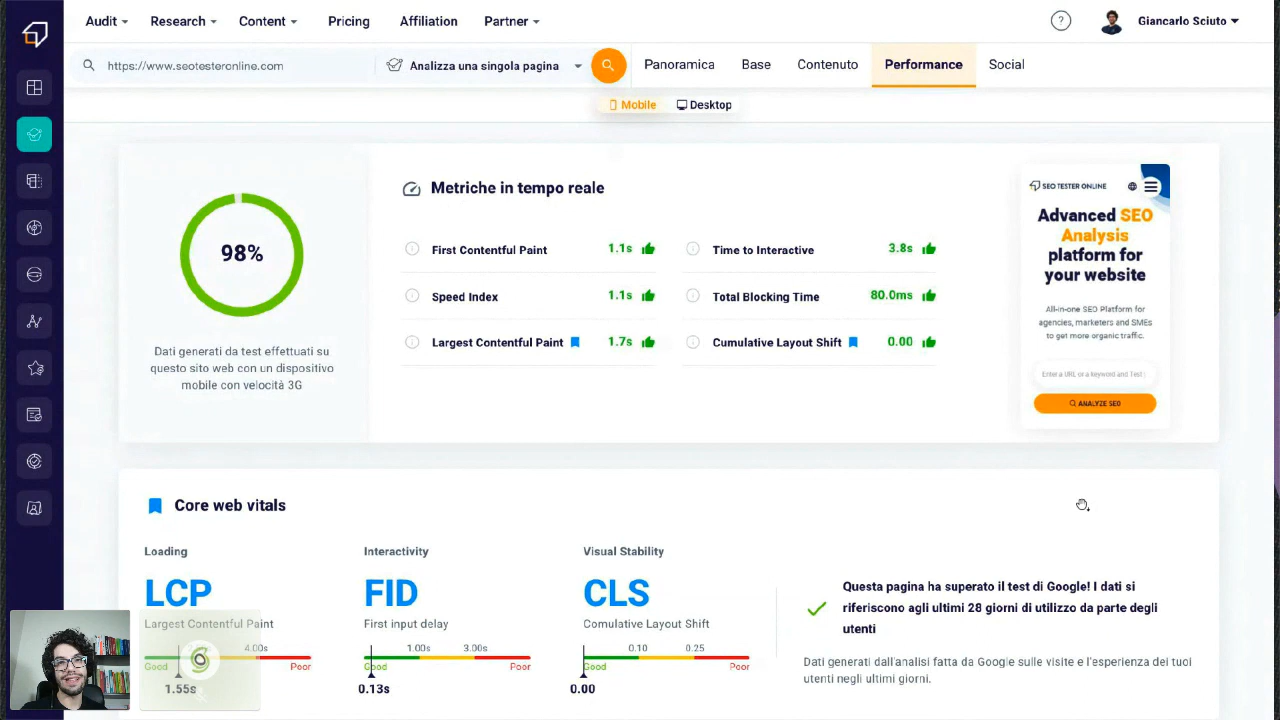 Audit Research Content Pricing Affiliation Partner ? Giancarlo Sciuto
https://www.seotesteronline.com Analizza una singola pagina Panoramica Base Contenuto Performance Social
Mobile Desktop
98%
Dati generati da test effettuati su
questo sito web con un dispositivo
mobile con velocità 3G
Metriche in tempo reale
First Contentful Paint 1.1s Time to Interactive 3.8s
Speed Index 1.1s Total Blocking Time 80.0ms
Largest Contentful Paint 1.7s Cumulative Layout Shift 0.00
SEO TESTER ONLINE
Advanced SEO
Analysis
platform for
your website
All-in-one SEO Platform for
agencies, marketers and SMEs
to get more organic traffic.
Enter a URL or a keyword and Test
ANALYZE SEO
Core web vitals
Loading
LCP
Largest Contentful Paint
4.00s
Good Poor
1.55s
Interactivity
FID
First input delay
1.00s 3.00s
Good Poor
0.13s
Visual Stability
CLS
Comulative Layout Shift
0.10 0.25
Good Poor
0.00
Questa pagina ha superato il test di Google! I dati si
riferiscono agli ultimi 28 giorni di utilizzo da parte degli
utenti
Dati generati dall'analisi fatta da Google sulle visite e l'esperienza dei tuoi
utenti negli ultimi giorni.